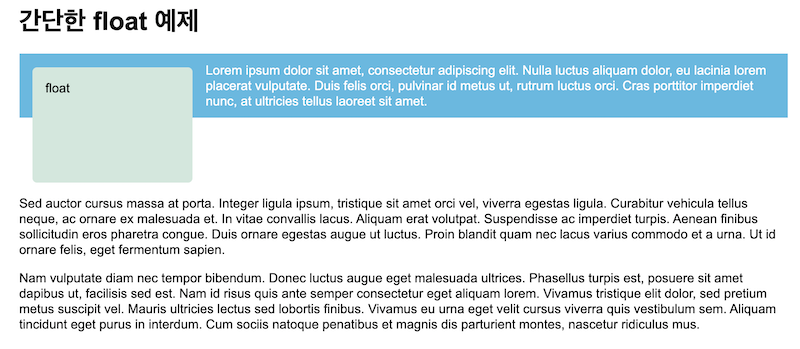 간단한 float 예제
float
Lorem ipsum dolor sit amet, consectetur adipiscing elit. Nulla luctus aliquam dolor, eu lacinia lorem
placerat vulputate. Duis felis orci, pulvinar id metus ut, rutrum luctus orci. Cras porttitor imperdiet
nunc, at ultricies tellus laoreet sit amet.
Sed auctor cursus massa at porta. Integer ligula ipsum, tristique sit amet orci vel, viverra egestas ligula. Curabitur vehicula tellus
neque, ac ornare ex malesuada et. In vitae convallis lacus. Aliquam erat volutpat. Suspendisse ac imperdiet turpis. Aenean finibus
sollicitudin eros pharetra congue. Duis ornare egestas augue ut luctus. Proin blandit quam nec lacus varius commodo et a urna. Ut id
ornare felis, eget fermentum sapien.
Nam vulputate diam nec tempor bibendum. Donec luctus augue eget malesuada ultrices. Phasellus turpis est, posuere sit amet
dapibus ut, facilisis sed est. Nam id risus quis ante semper consectetur eget aliquam lorem. Vivamus tristique elit dolor, sed pretium
metus suscipit vel. Mauris ultricies lectus sed lobortis finibus. Vivamus eu urna eget velit cursus viverra quis vestibulum sem. Aliquam
tincidunt eget purus in interdum. Cum sociis natoque penatibus et magnis dis parturient montes, nascetur ridiculus mus.